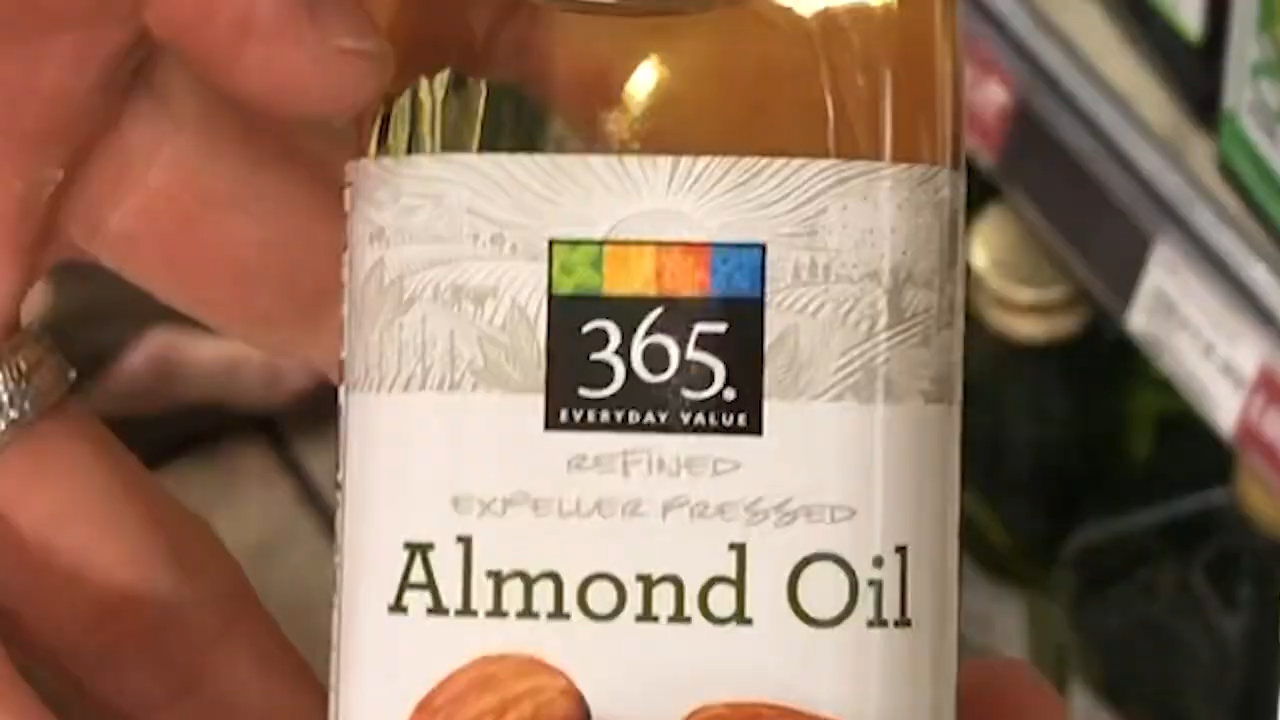 365.
EVERYDAY VALUE
REFINED
EXPELLER PRESSED
Almond Oil